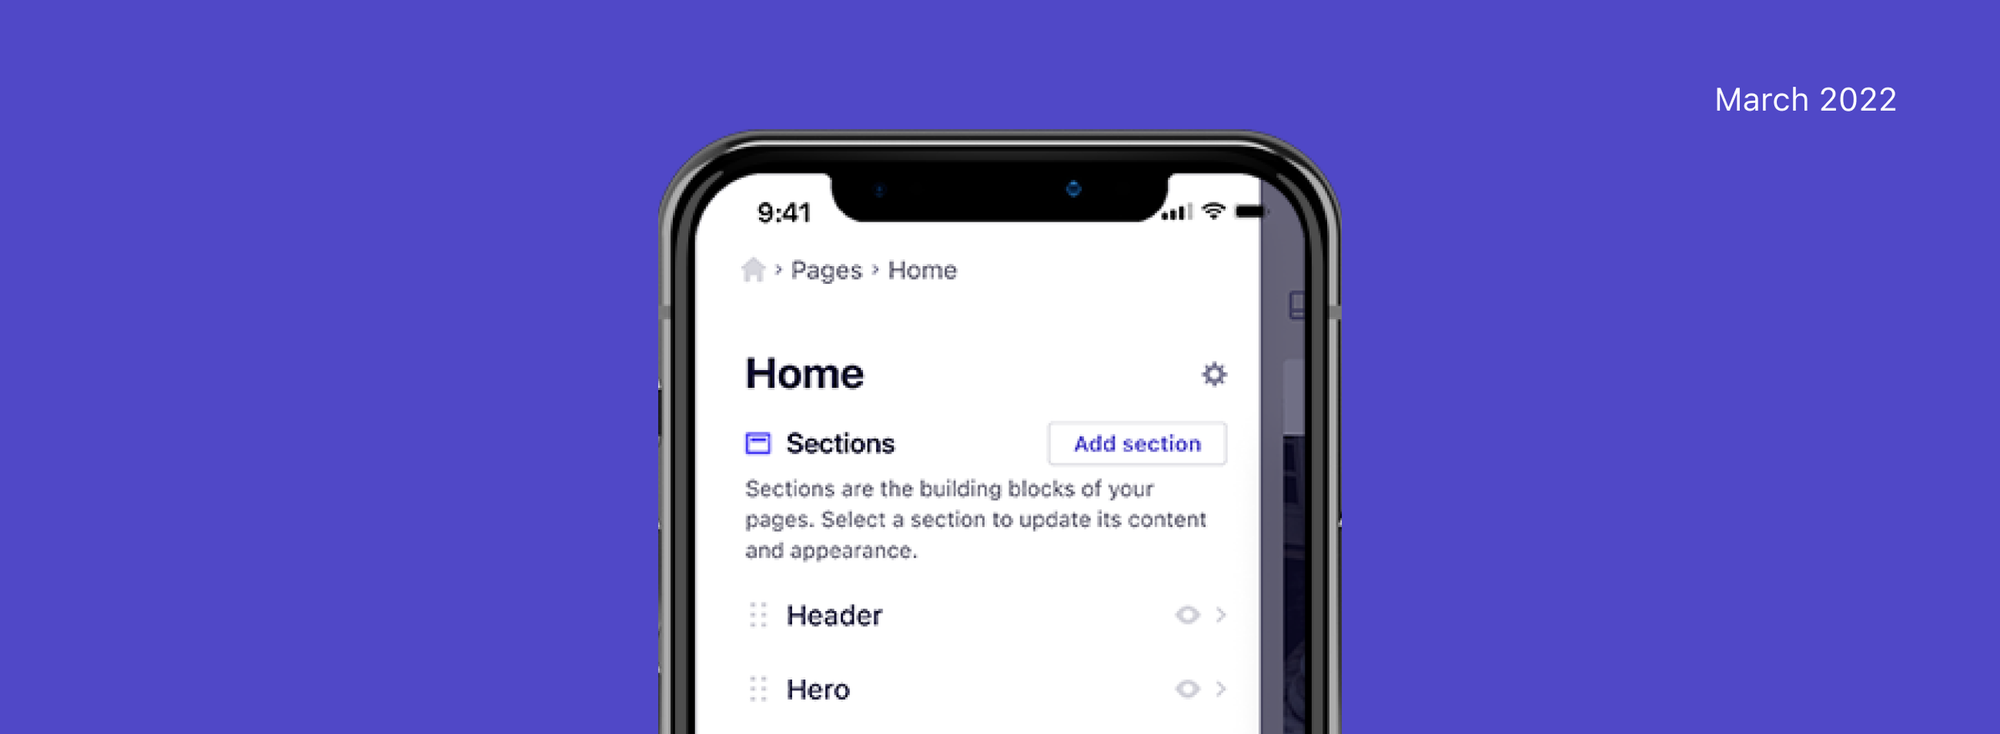 March 2022
9:41
Pages > Home
Home
Sections
Add section
Sections are the building blocks of your
pages. Select a section to update its content
and appearance.
Header
Hero